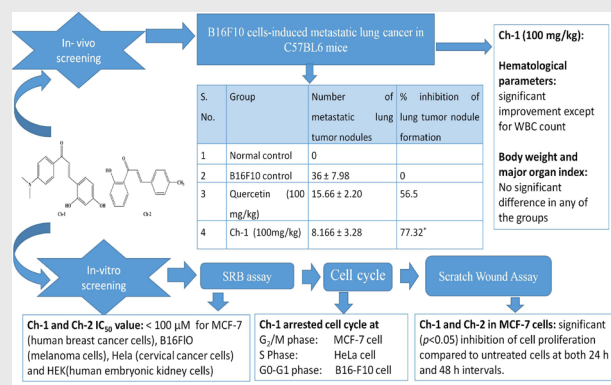 In- vivo
screening
B16F10 cells-induced metastatic lung cancer in
C57BL6 mice
Ch-1 (100 mg/kg):
Hematological
parameters:
significant
improvement except
for WBC count
Body weight and
major organ index:
No significant
difference in any of
the groups
S. No. Group Number of metastatic lung tumor nodules % inhibition of lung tumor nodule formation
1 Normal control 0
2 B16F10 control 36 ± 7.98 0
3 Quercetin (100 mg/kg) 15.66 ± 2.20 56.5
4 Ch-1 (100mg/kg) 8.166 ± 3.28 77.32*
O
N
HO
OH
Ch-1
HO
O
CH₃
Ch-2
In-vitro
screening
SRB assay
Cell cycle
Scratch Wound Assay
Ch-1 and Ch-2 IC₅₀ value: < 100 µM for MCF-7
(human breast cancer cells), B16FlO
(melanoma cells), Hela (cervical cancer cells)
and HEK(human embryonic kidney cells)
Ch-1 arrested cell cycle at
G₂/M phase: MCF-7 cell
S Phase: HeLa cell
G0-G1 phase: B16-F10 cell
Ch-1 and Ch-2 in MCF-7 cells: significant
(p<0.05) inhibition of cell proliferation
compared to untreated cells at both 24 h
and 48 h intervals.